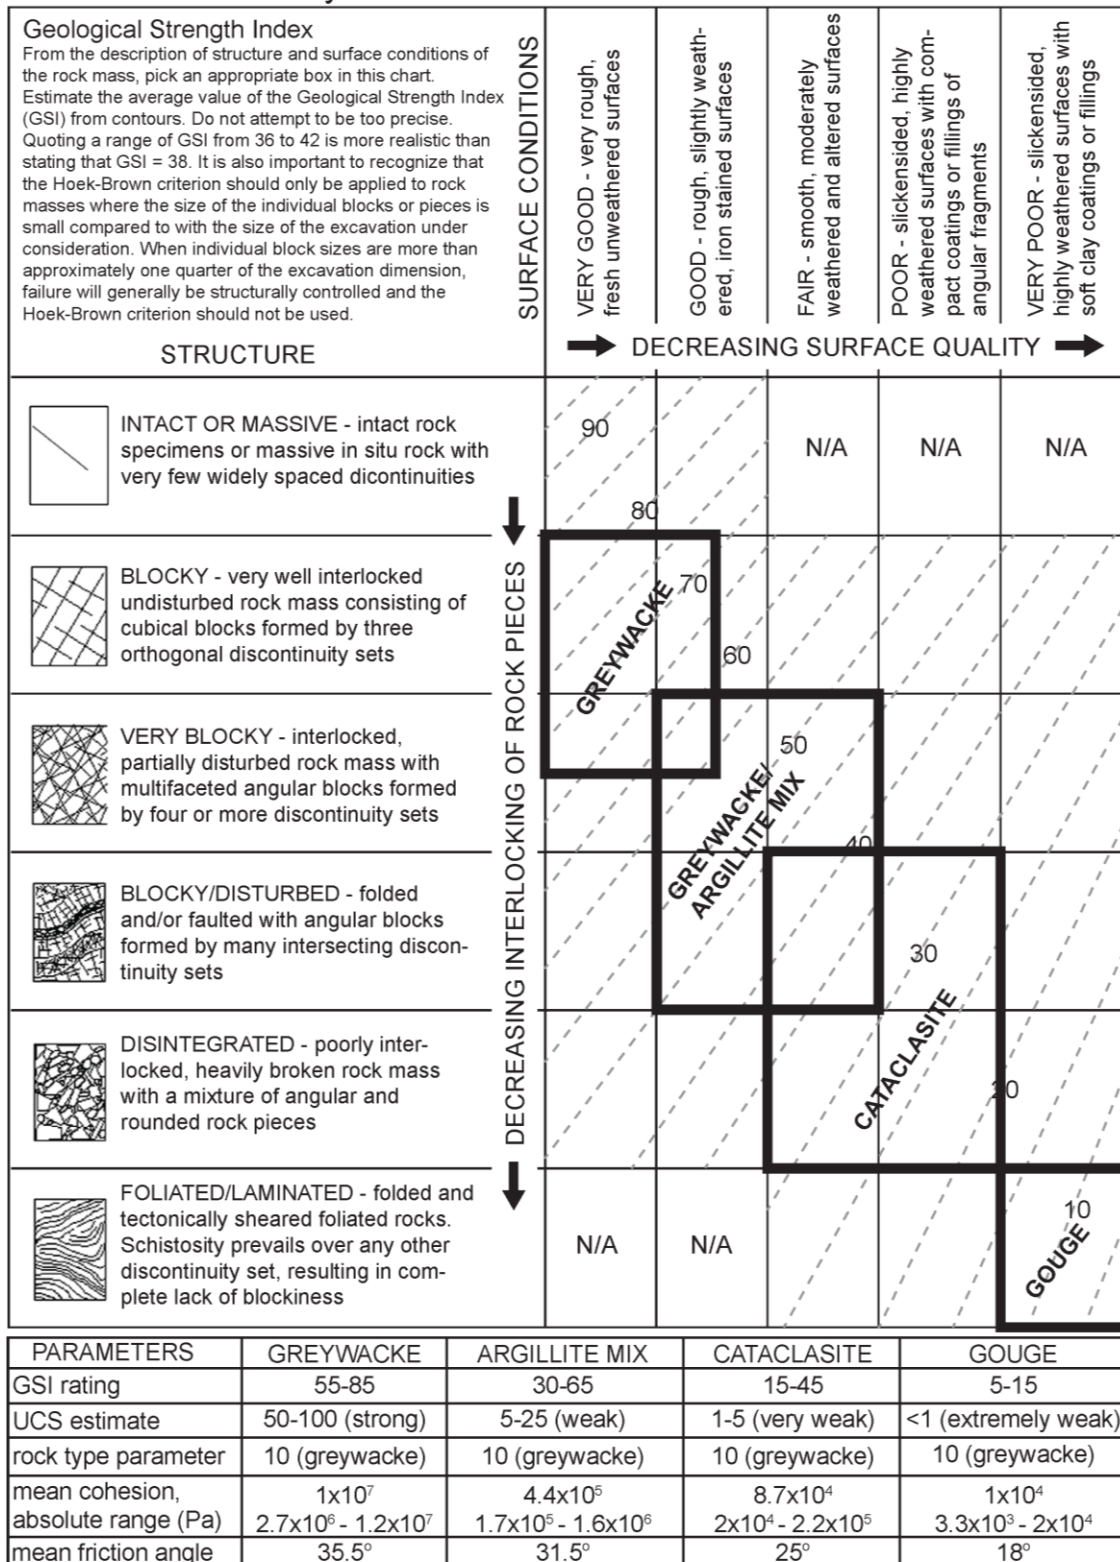 Geological Strength Index
From the description of structure and surface conditions of
the rock mass, pick an appropriate box in this chart.
Estimate the average value of the Geological Strength Index
(GSI) from contours. Do not attempt to be too precise.
Quoting a range of GSI from 36 to 42 is more realistic than
stating that GSI = 38. It is also important to recognize that
the Hoek-Brown criterion should only be applied to rock
masses where the size of the individual blocks or pieces is
small compared to with the size of the excavation under
consideration. When individual block sizes are more than
approximately one quarter of the excavation dimension,
failure will generally be structurally controlled and the
Hoek-Brown criterion should not be used.
STRUCTURE
SURFACE CONDITIONS
VERY GOOD - very rough,
fresh unweathered surfaces
GOOD - rough, slightly weath-
ered, iron stained surfaces
FAIR - smooth, moderately
weathered and altered surfaces
POOR - slickensided, highly
weathered surfaces with com-
pact coatings or fillings of
angular fragments
VERY POOR - slickensided,
highly weathered surfaces with
soft clay coatings or fillings
DECREASING SURFACE QUALITY
DECREASING INTERLOCKING OF ROCK PIECES
INTACT OR MASSIVE - intact rock
specimens or massive in situ rock with
very few widely spaced dicontinuities
90
80
N/A
N/A
N/A
BLOCKY - very well interlocked
undisturbed rock mass consisting of
cubical blocks formed by three
orthogonal discontinuity sets
70
GREYWACKE
60
VERY BLOCKY - interlocked,
partially disturbed rock mass with
multifaceted angular blocks formed
by four or more discontinuity sets
50
GREYWACKE/
ARGILLITE MIX
40
BLOCKY/DISTURBED - folded
and/or faulted with angular blocks
formed by many intersecting discon-
tinuity sets
30
DISINTEGRATED - poorly inter-
locked, heavily broken rock mass
with a mixture of angular and
rounded rock pieces
CATACLASITE
20
FOLIATED/LAMINATED - folded and
tectonically sheared foliated rocks.
Schistosity prevails over any other
discontinuity set, resulting in com-
plete lack of blockiness
N/A
N/A
10
GOUGE
PARAMETERS GREYWACKE ARGILLITE MIX CATACLASITE GOUGE
GSI rating 55-85 30-65 15-45 5-15
UCS estimate 50-100 (strong) 5-25 (weak) 1-5 (very weak) <1 (extremely weak)
rock type parameter 10 (greywacke) 10 (greywacke) 10 (greywacke) 10 (greywacke)
mean cohesion, 1x10⁷ 4.4x10⁵ 8.7x10⁴ 1x10⁴
absolute range (Pa) 2.7x10⁶ - 1.2x10⁷ 1.7x10⁵ - 1.6x10⁶ 2x10⁴ - 2.2x10⁵ 3.3x10³ - 2x10⁴
mean friction angle 35.5° 31.5° 25° 18°